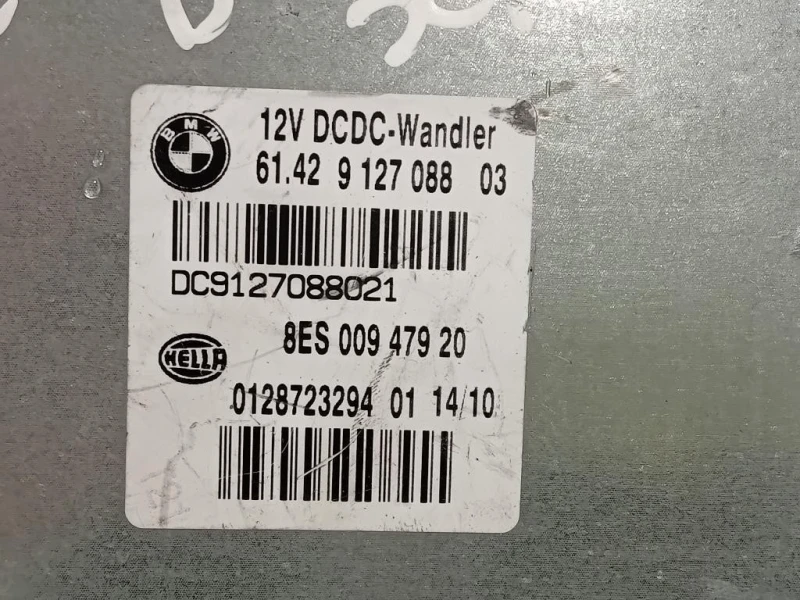 BMW
12V DCDC-Wandler
61.42 9 127 088 03
DC9127088021
8ES 009 479 20
HELLA
0128723294 01 14/10